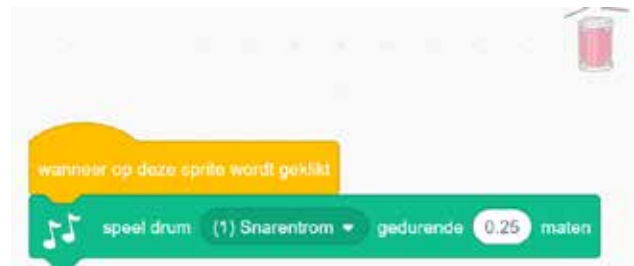 wanneer op deze sprite wordt geklikt
speel drum (1) Snarentrom gedurende 0.25 maten